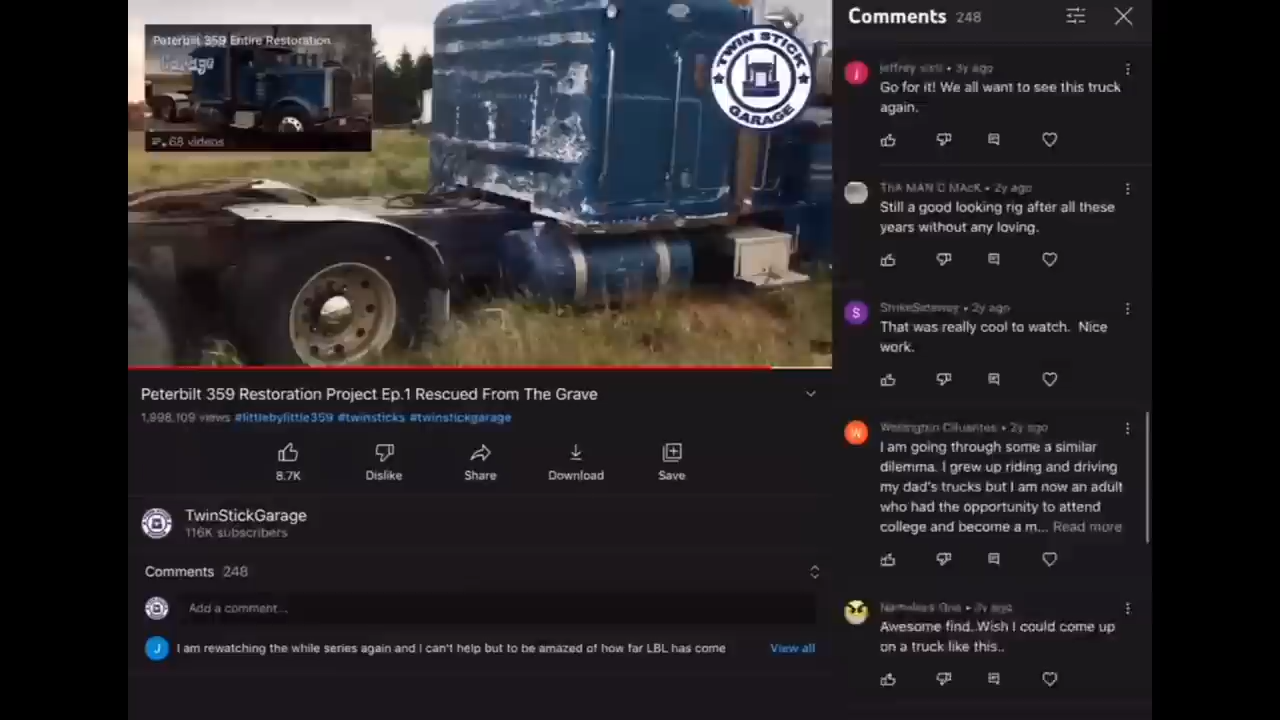 Peterbilt 359 Entire Restoration
Garage
68 videos
TWIN STICK
GARAGE
Peterbilt 359 Restoration Project Ep.1 Rescued From The Grave
1,998,109 views #littlebylittle359 #twinsticks #twinstickgarage
8.7K
Dislike
Share
Download
Save
TwinStickGarage
116K subscribers
Comments 248
Add a comment...
J
I am rewatching the while series again and I can't help but to be amazed of how far LBL has come
View all
Comments 248
j
jeffrey • 3y ago
Go for it! We all want to see this truck
again.
ThA MAN O MAcK • 2y ago
Still a good looking rig after all these
years without any loving.
S
• 2y ago
That was really cool to watch. Nice
work.
W
Wellington Cifuentes • 2y ago
I am going through some a similar
dilemma. I grew up riding and driving
my dad's trucks but I am now an adult
who had the opportunity to attend
college and become a m... Read more
Nameless One • 3y ago
Awesome find..Wish I could come up
on a truck like this..